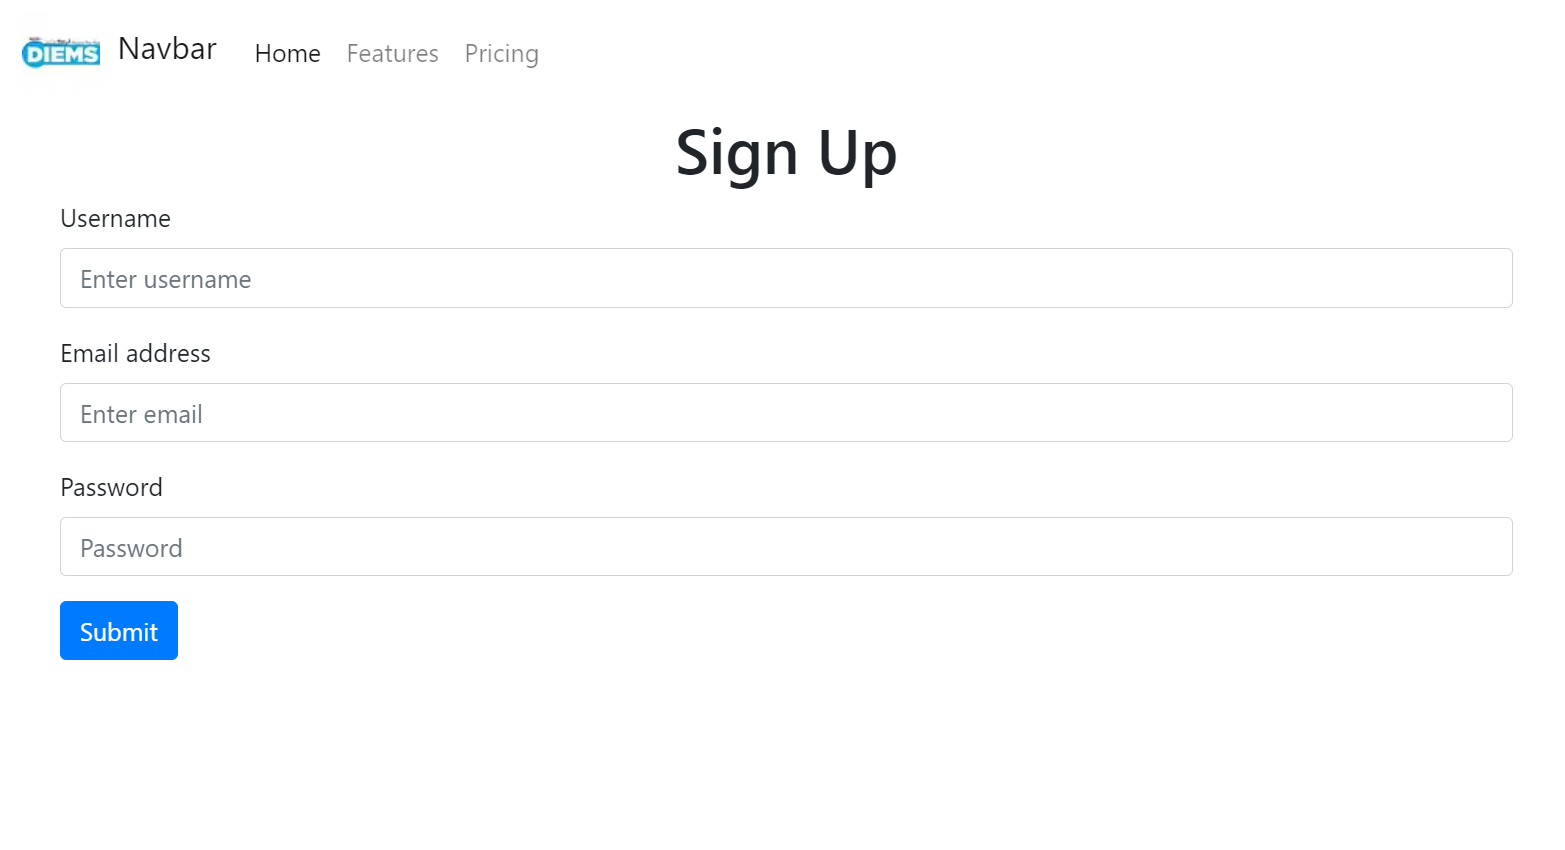 DIEMS Navbar Home Features Pricing
Sign Up
Username
Enter username
Email address
Enter email
Password
Password
Submit